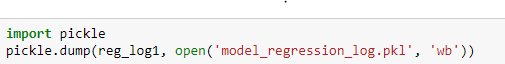 import pickle
pickle.dump(reg_log1, open('model_regression_log.pkl', 'wb'))